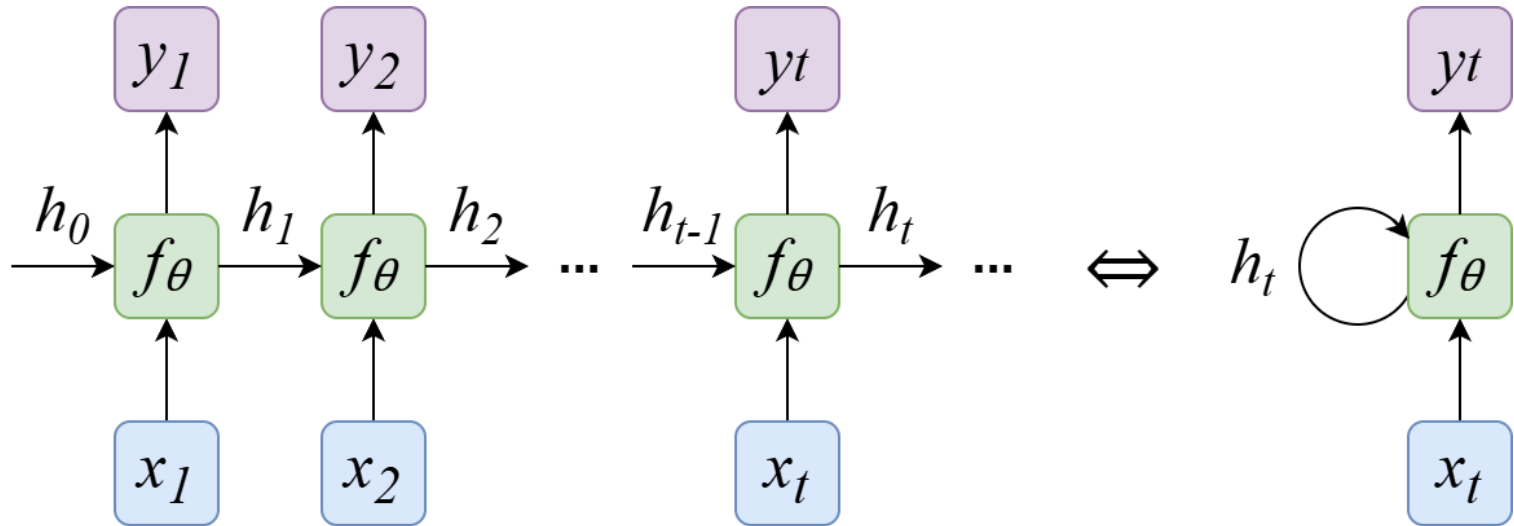 y₁ y₂ yt yt
h₀ h₁ h₂ hₜ₋₁ hₜ
fθ fθ ... fθ ... ⇔ hₜ fθ
x₁ x₂ xₜ xₜ